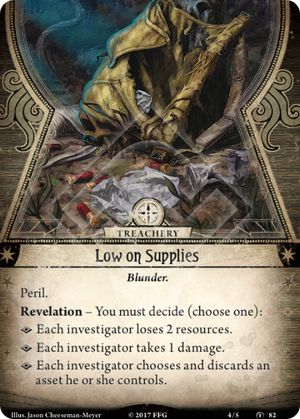 TREACHERY
Low on Supplies
Blunder.
Peril.
Revelation – You must decide (choose one):
Each investigator loses 2 resources.
Each investigator takes 1 damage.
Each investigator chooses and discards an
asset he or she controls.
Illus. Jason Cheeseman-Meyer © 2017 FFG 4/5 82